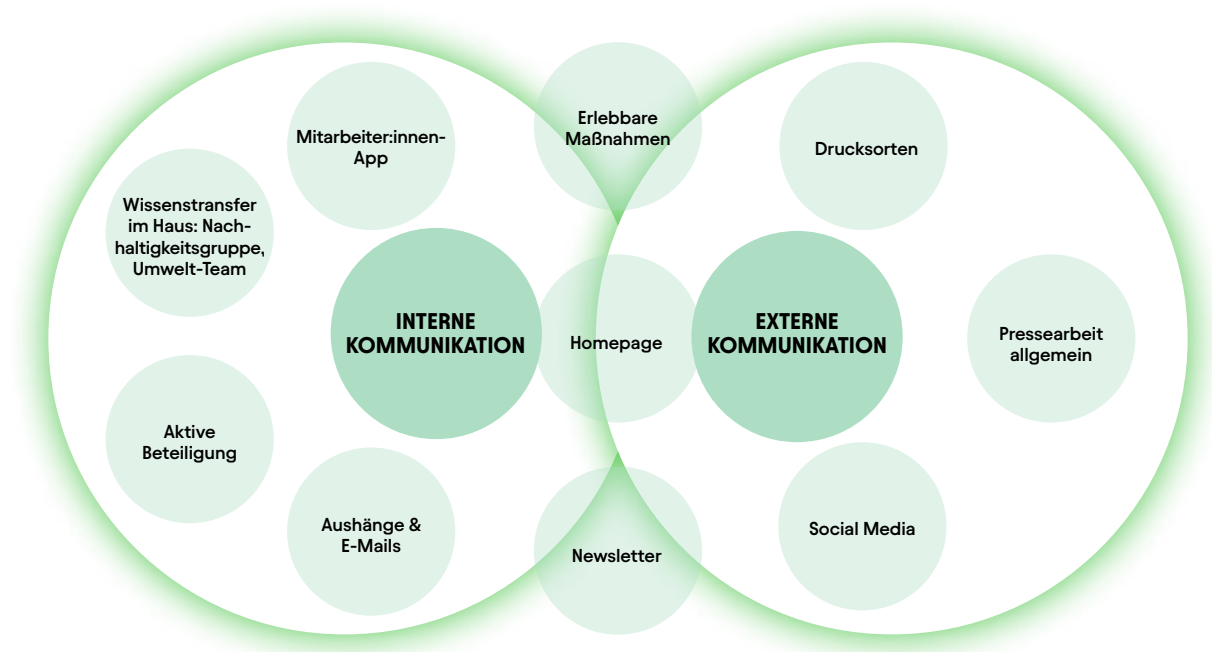 Mitarbeiter:innen-
App
Wissenstransfer
im Haus: Nach-
haltigkeitsgruppe,
Umwelt-Team
INTERNE
KOMMUNIKATION
Aktive
Beteiligung
Aushänge &
E-Mails
Erlebbare
Maßnahmen
Homepage
Newsletter
Drucksorten
EXTERNE
KOMMUNIKATION
Pressearbeit
allgemein
Social Media